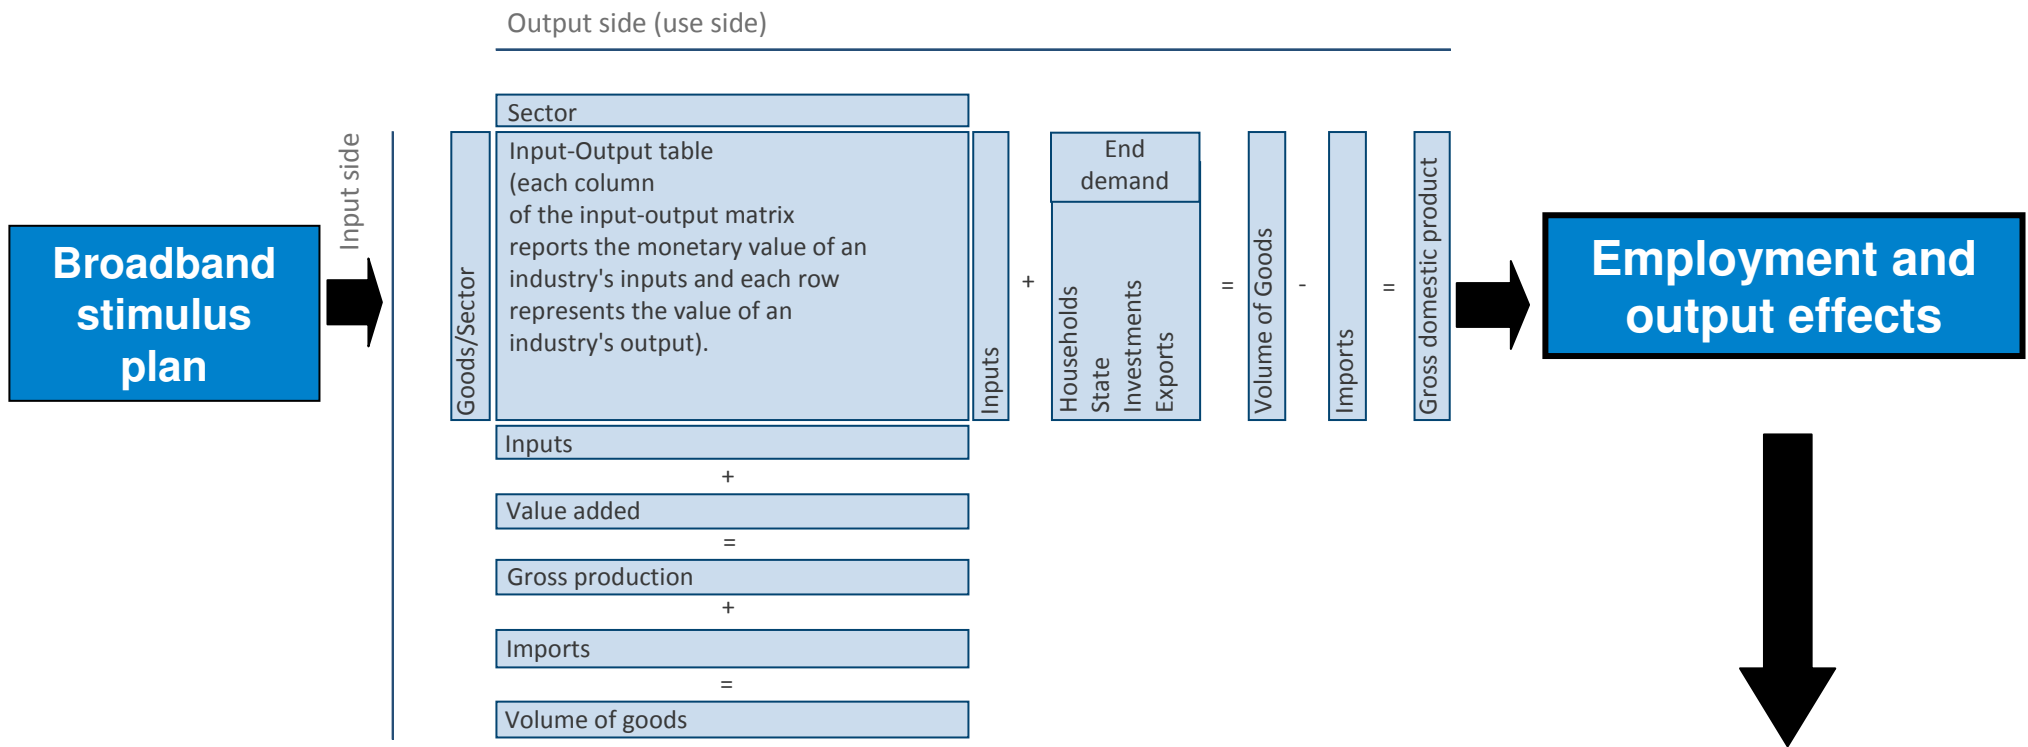 Output side (use side)
Input side
Broadband
stimulus
plan
Sector
Goods/Sector
Input-Output table
(each column
of the input-output matrix
reports the monetary value of an
industry's inputs and each row
represents the value of an
industry's output).
Inputs
+
End
demand
Households
State
Investments
Exports
=
Volume of Goods
-
Imports
=
Gross domestic product
Employment and
output effects
Inputs
+
Value added
=
Gross production
+
Imports
=
Volume of goods